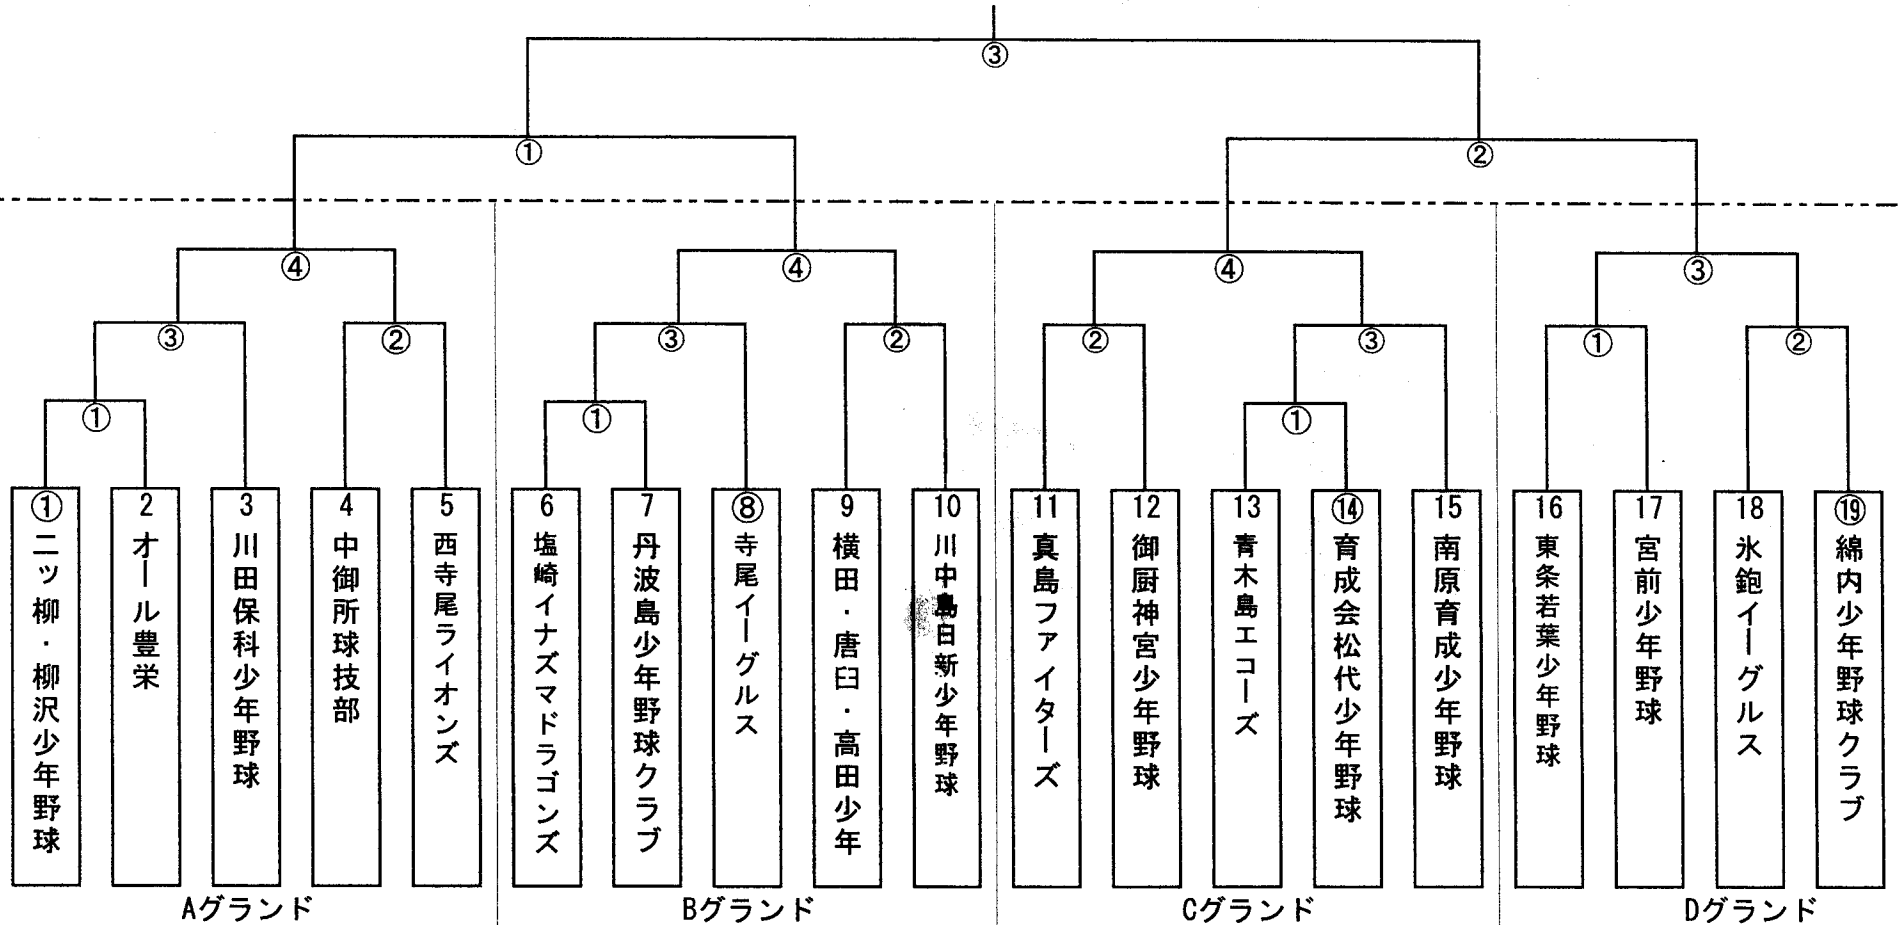 ③
①
②
④
④
④
③
③
②
③
②
②
③
①
②
①
①
①
① 二ッ柳・柳沢少年野球
2 オール豊栄
3 川田保科少年野球
4 中御所球技部
5 西寺尾ライオンズ
6 塩崎イナズマドラゴンズ
7 丹波島少年野球クラブ
⑧ 寺尾イーグルス
9 横田・唐臼・高田少年
10 川中島日新少年野球
11 真島ファイターズ
12 御厨神宮少年野球
13 青木島エコーズ
⑭ 育成会松代少年野球
15 南原育成少年野球
16 東条若葉少年野球
17 宮前少年野球
18 氷鉋イーグルス
⑲ 綿内少年野球クラブ
Aグランド
Bグランド
Cグランド
Dグランド